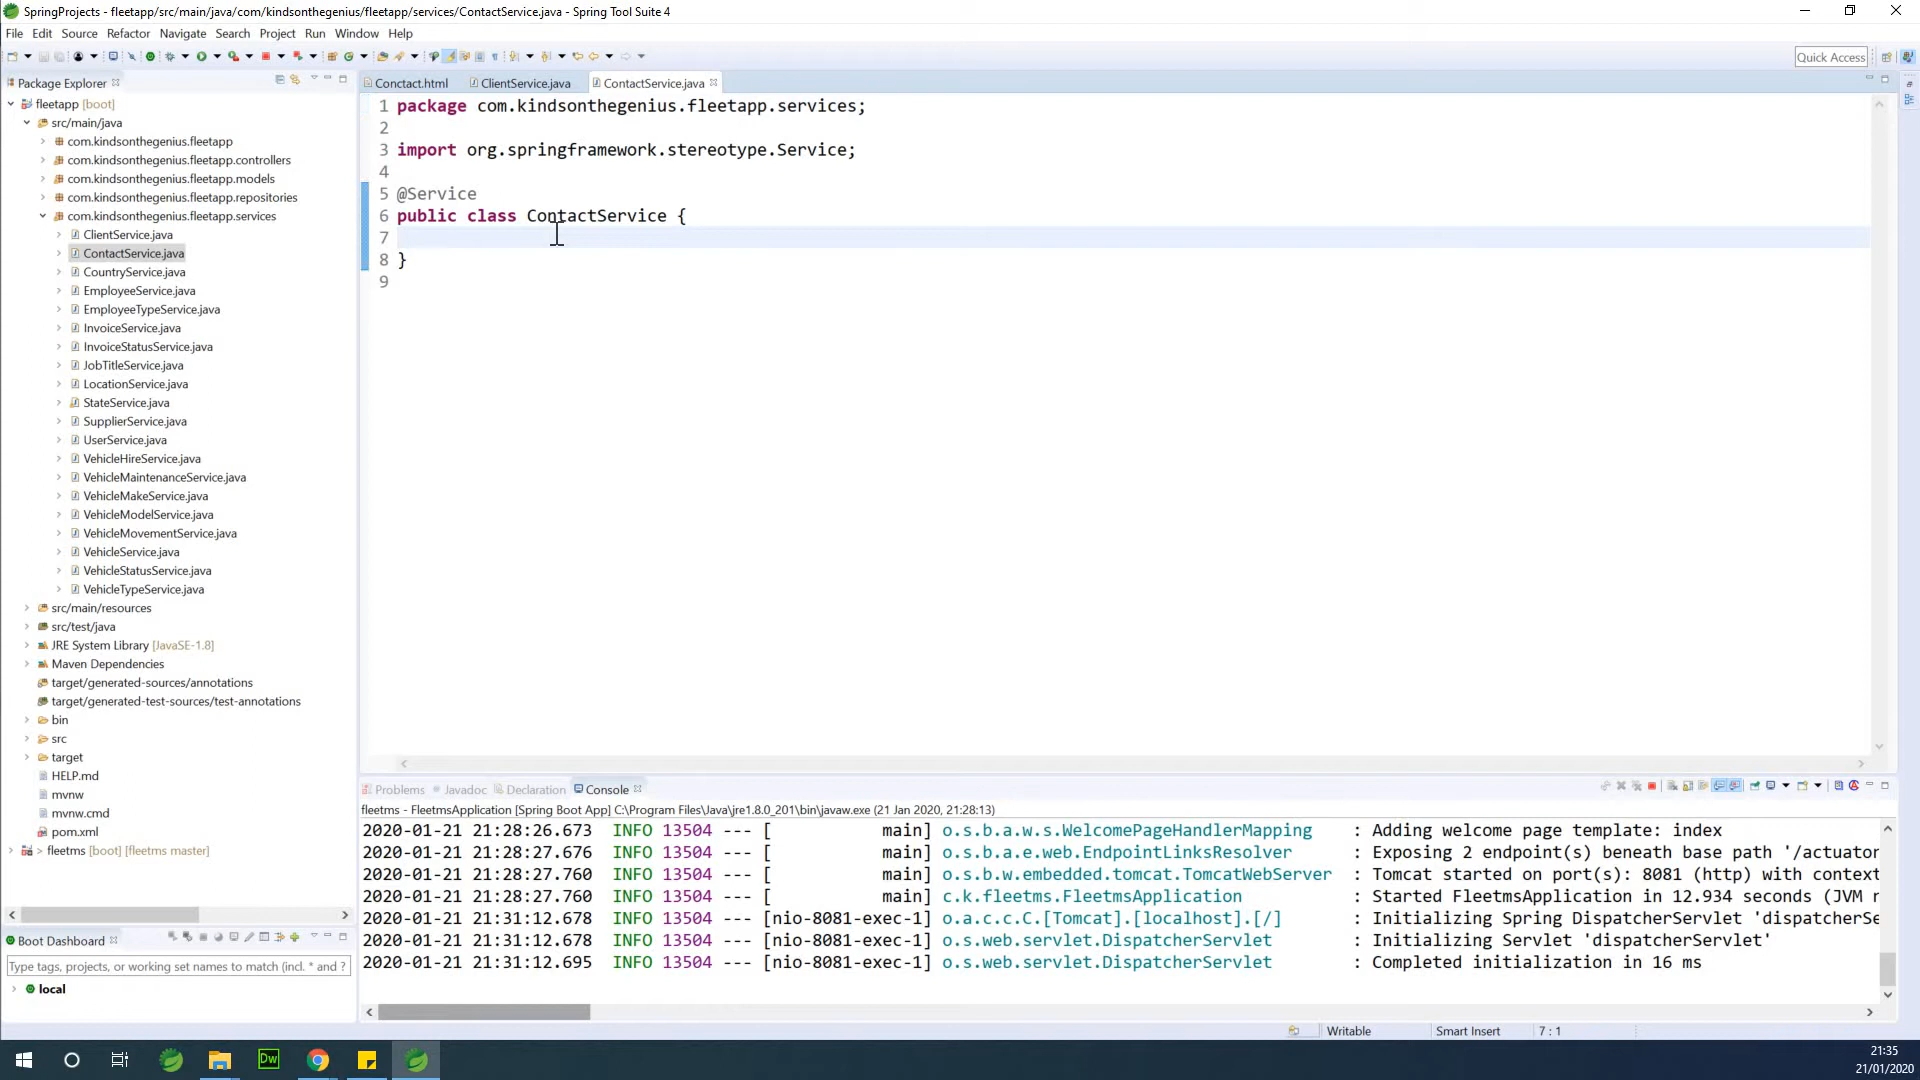 SpringProjects - fleetapp/src/main/java/com/kindsonthegenius/fleetapp/services/ContactService.java - Spring Tool Suite 4
File Edit Source Refactor Navigate Search Project Run Window Help
Quick Access
Package Explorer
fleetapp [boot]
src/main/java
com.kindsonthegenius.fleetapp
com.kindsonthegenius.fleetapp.controllers
com.kindsonthegenius.fleetapp.models
com.kindsonthegenius.fleetapp.repositories
com.kindsonthegenius.fleetapp.services
ClientService.java
ContactService.java
CountryService.java
EmployeeService.java
EmployeeTypeService.java
InvoiceService.java
InvoiceStatusService.java
JobTitleService.java
LocationService.java
StateService.java
SupplierService.java
UserService.java
VehicleHireService.java
VehicleMaintenanceService.java
VehicleMakeService.java
VehicleModelService.java
VehicleMovementService.java
VehicleService.java
VehicleStatusService.java
VehicleTypeService.java
src/main/resources
src/test/java
JRE System Library [JavaSE-1.8]
Maven Dependencies
target/generated-sources/annotations
target/generated-test-sources/test-annotations
bin
src
target
HELP.md
mvnw
mvnw.cmd
pom.xml
> fleetms [boot] [fleetms master]
Boot Dashboard
Type tags, projects, or working set names to match (incl. * and ?
local
Conctact.html ClientService.java ContactService.java
1 package com.kindsonthegenius.fleetapp.services;
2
3 import org.springframework.stereotype.Service;
4
5 @Service
6 public class ContactService {
7
8 }
9
Problems Javadoc Declaration Console
fleetms - FleetmsApplication [Spring Boot App] C:\Program Files\Java\jre1.8.0_201\bin\javaw.exe (21 Jan 2020, 21:28:13)
2020-01-21 21:28:26.673 INFO 13504 --- [ main] o.s.b.a.w.s.WelcomePageHandlerMapping : Adding welcome page template: index
2020-01-21 21:28:27.676 INFO 13504 --- [ main] o.s.b.a.e.web.EndpointLinksResolver : Exposing 2 endpoint(s) beneath base path '/actuator
2020-01-21 21:28:27.760 INFO 13504 --- [ main] o.s.b.w.embedded.tomcat.TomcatWebServer : Tomcat started on port(s): 8081 (http) with context
2020-01-21 21:28:27.760 INFO 13504 --- [ main] c.k.fleetms.FleetmsApplication : Started FleetmsApplication in 12.934 seconds (JVM r
2020-01-21 21:31:12.678 INFO 13504 --- [nio-8081-exec-1] o.a.c.c.C.[Tomcat].[localhost].[/] : Initializing Spring DispatcherServlet 'dispatcherSe
2020-01-21 21:31:12.678 INFO 13504 --- [nio-8081-exec-1] o.s.web.servlet.DispatcherServlet : Initializing Servlet 'dispatcherServlet'
2020-01-21 21:31:12.695 INFO 13504 --- [nio-8081-exec-1] o.s.web.servlet.DispatcherServlet : Completed initialization in 16 ms
Writable Smart Insert 7 : 1
Dw
21:35
21/01/2020